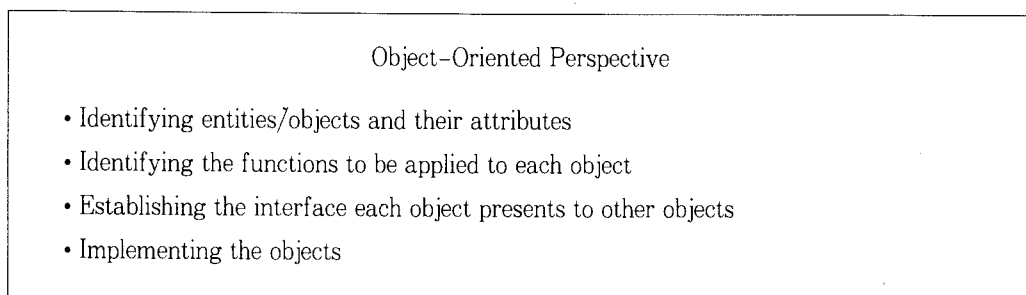 Object-Oriented Perspective
• Identifying entities/objects and their attributes
• Identifying the functions to be applied to each object
• Establishing the interface each object presents to other objects
• Implementing the objects